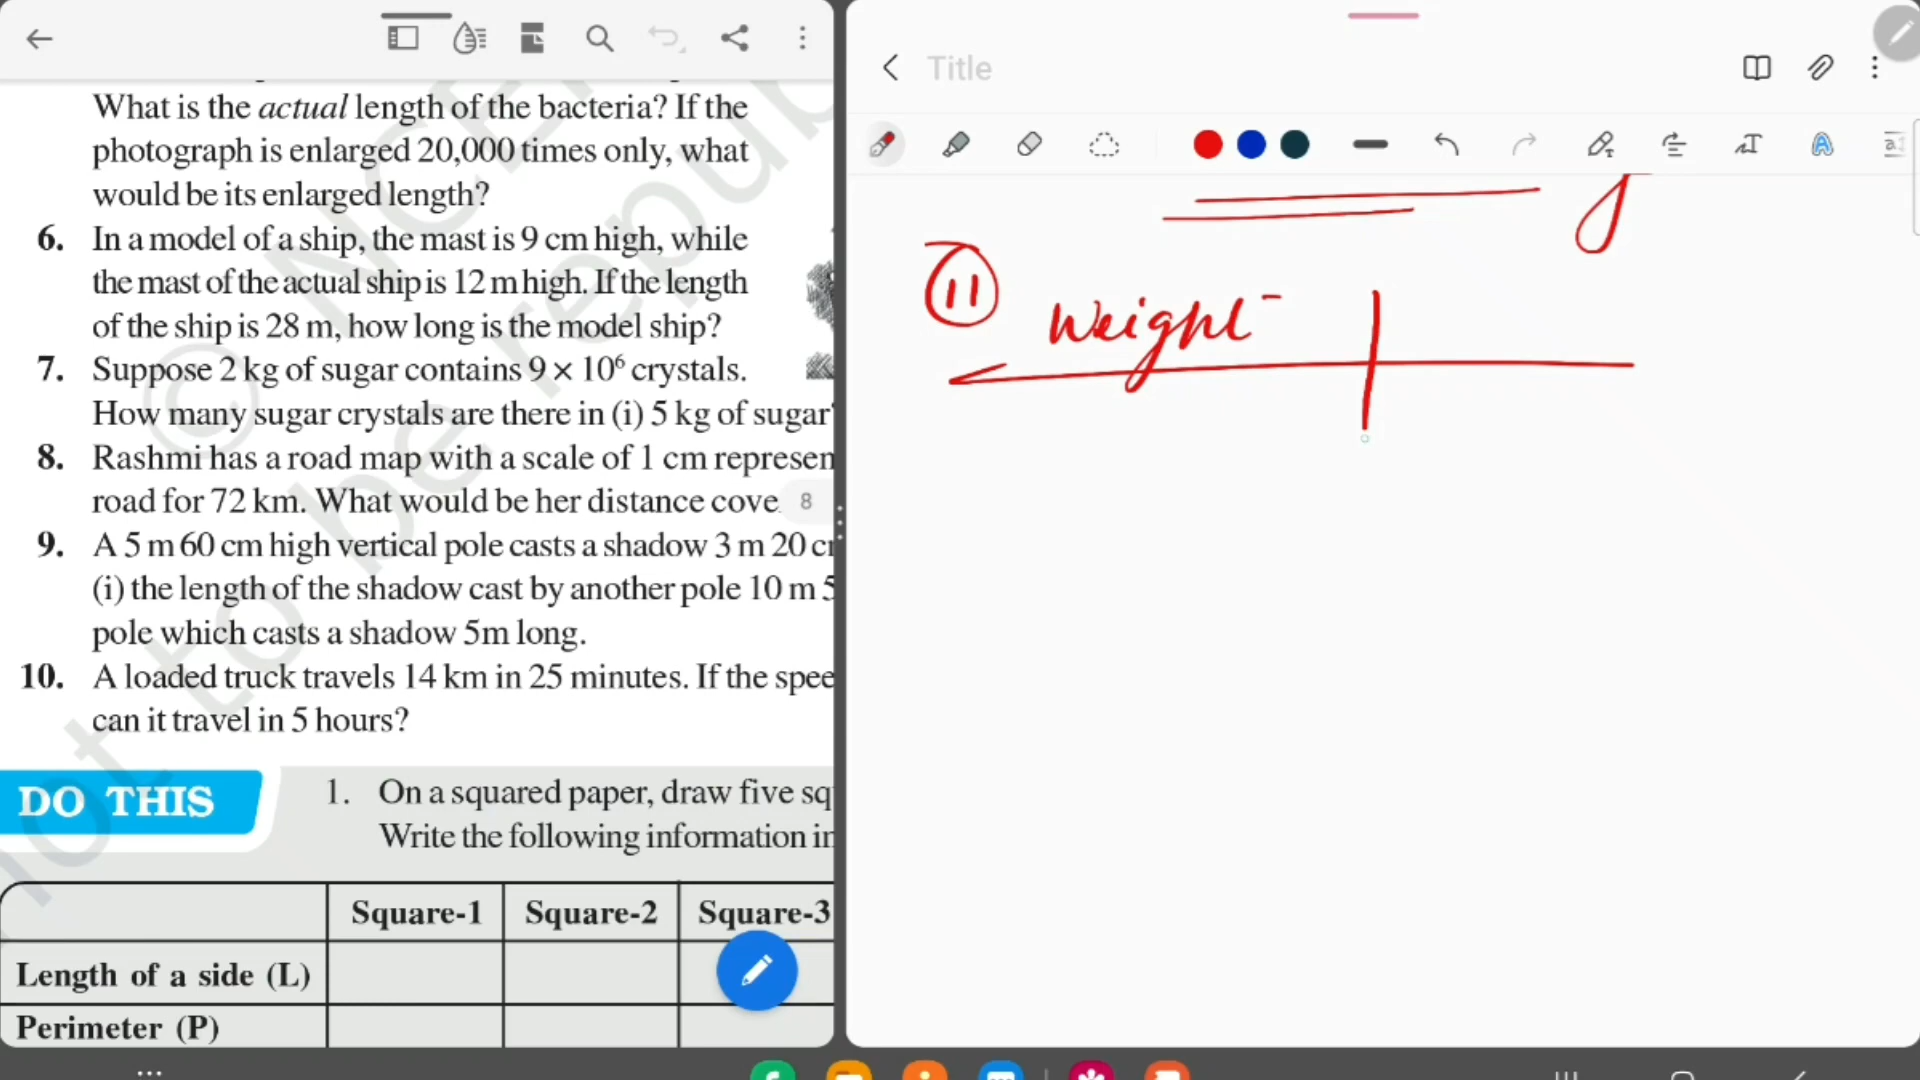 What is the actual length of the bacteria? If the
photograph is enlarged 20,000 times only, what
would be its enlarged length?
6. In a model of a ship, the mast is 9 cm high, while
the mast of the actual ship is 12 m high. If the length
of the ship is 28 m, how long is the model ship?
7. Suppose 2 kg of sugar contains 9 × 10⁶ crystals.
How many sugar crystals are there in (i) 5 kg of sugar
8. Rashmi has a road map with a scale of 1 cm represen
road for 72 km. What would be her distance cove
8
9. A 5 m 60 cm high vertical pole casts a shadow 3 m 20 c
(i) the length of the shadow cast by another pole 10 m 5
pole which casts a shadow 5m long.
10. A loaded truck travels 14 km in 25 minutes. If the spee
can it travel in 5 hours?
DO THIS
1. On a squared paper, draw five sq
Write the following information in
Square-1 Square-2 Square-3
Length of a side (L)
Perimeter (P)
Title
(11) Weight